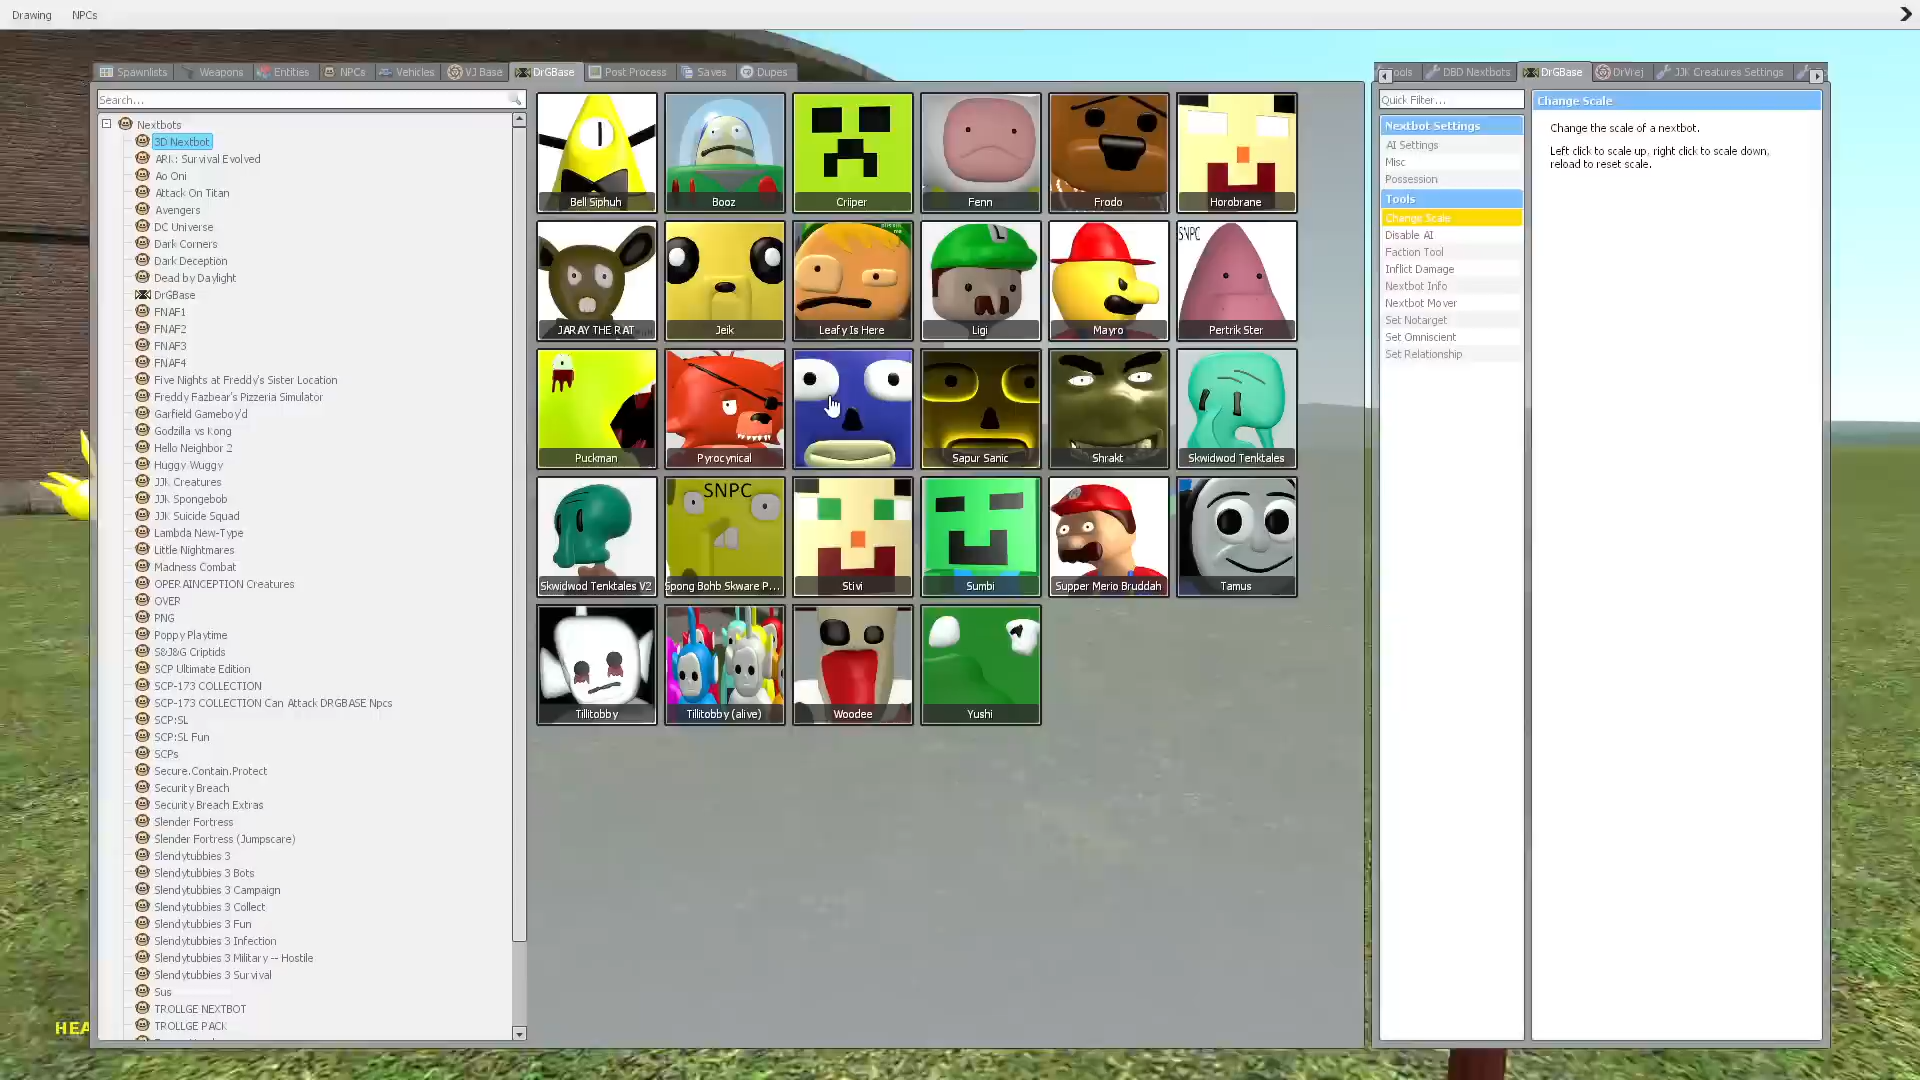 Drawing NPCs
Spawnlists Weapons Entities NPCs Vehicles VJ Base DrGBase Post Process Saves Dupes
Tools DBD Nextbots DrGBase DrVrej JJK Creatures Settings
Search...
Nextbots
3D Nextbot
ARK: Survival Evolved
Ao Oni
Attack On Titan
Avengers
DC Universe
Dark Corners
Dark Deception
Dead by Daylight
DrGBase
FNAF1
FNAF2
FNAF3
FNAF4
Five Nights at Freddy's Sister Location
Freddy Fazbear's Pizzeria Simulator
Garfield Gameboy'd
Godzilla vs Kong
Hello Neighbor 2
Huggy Wuggy
JJK Creatures
JJK Spongebob
JJK Suicide Squad
Lambda New-Type
Little Nightmares
Madness Combat
OPERAINCEPTION Creatures
OVER
PNG
Poppy Playtime
S&J&G Criptids
SCP Ultimate Edition
SCP-173 COLLECTION
SCP-173 COLLECTION Can Attack DRGBASE Npcs
SCP:SL
SCP:SL Fun
SCPs
Secure.Contain.Protect
Security Breach
Security Breach Extras
Slender Fortress
Slender Fortress (Jumpscare)
Slendytubbies 3
Slendytubbies 3 Bots
Slendytubbies 3 Campaign
Slendytubbies 3 Collect
Slendytubbies 3 Fun
Slendytubbies 3 Infection
Slendytubbies 3 Military -- Hostile
Slendytubbies 3 Survival
Sus
TROLLGE NEXTBOT
TROLLGE PACK
Bell Siphuh Booz Criiper Fenn Frodo Horobrane
L SNPC
JARAY THE RAT Jeik Leafy Is Here Ligi Mayro Pertrik Ster
Puckman Pyrocynical Sapur Sanic Shrakt Skwidwod Tenktales
SNPC
Skwidwod Tenktales V2 Spong Bohb Skware P... Stivi Sumbi Supper Merio Bruddah Tamus
Tillitobby Tillitobby (alive) Woodee Yushi
Quick Filter...
Nextbot Settings
AI Settings
Misc
Possession
Tools
Change Scale
Disable AI
Faction Tool
Inflict Damage
Nextbot Info
Nextbot Mover
Set Notarget
Set Omniscient
Set Relationship
Change Scale
Change the scale of a nextbot.
Left click to scale up, right click to scale down,
reload to reset scale.
HEA